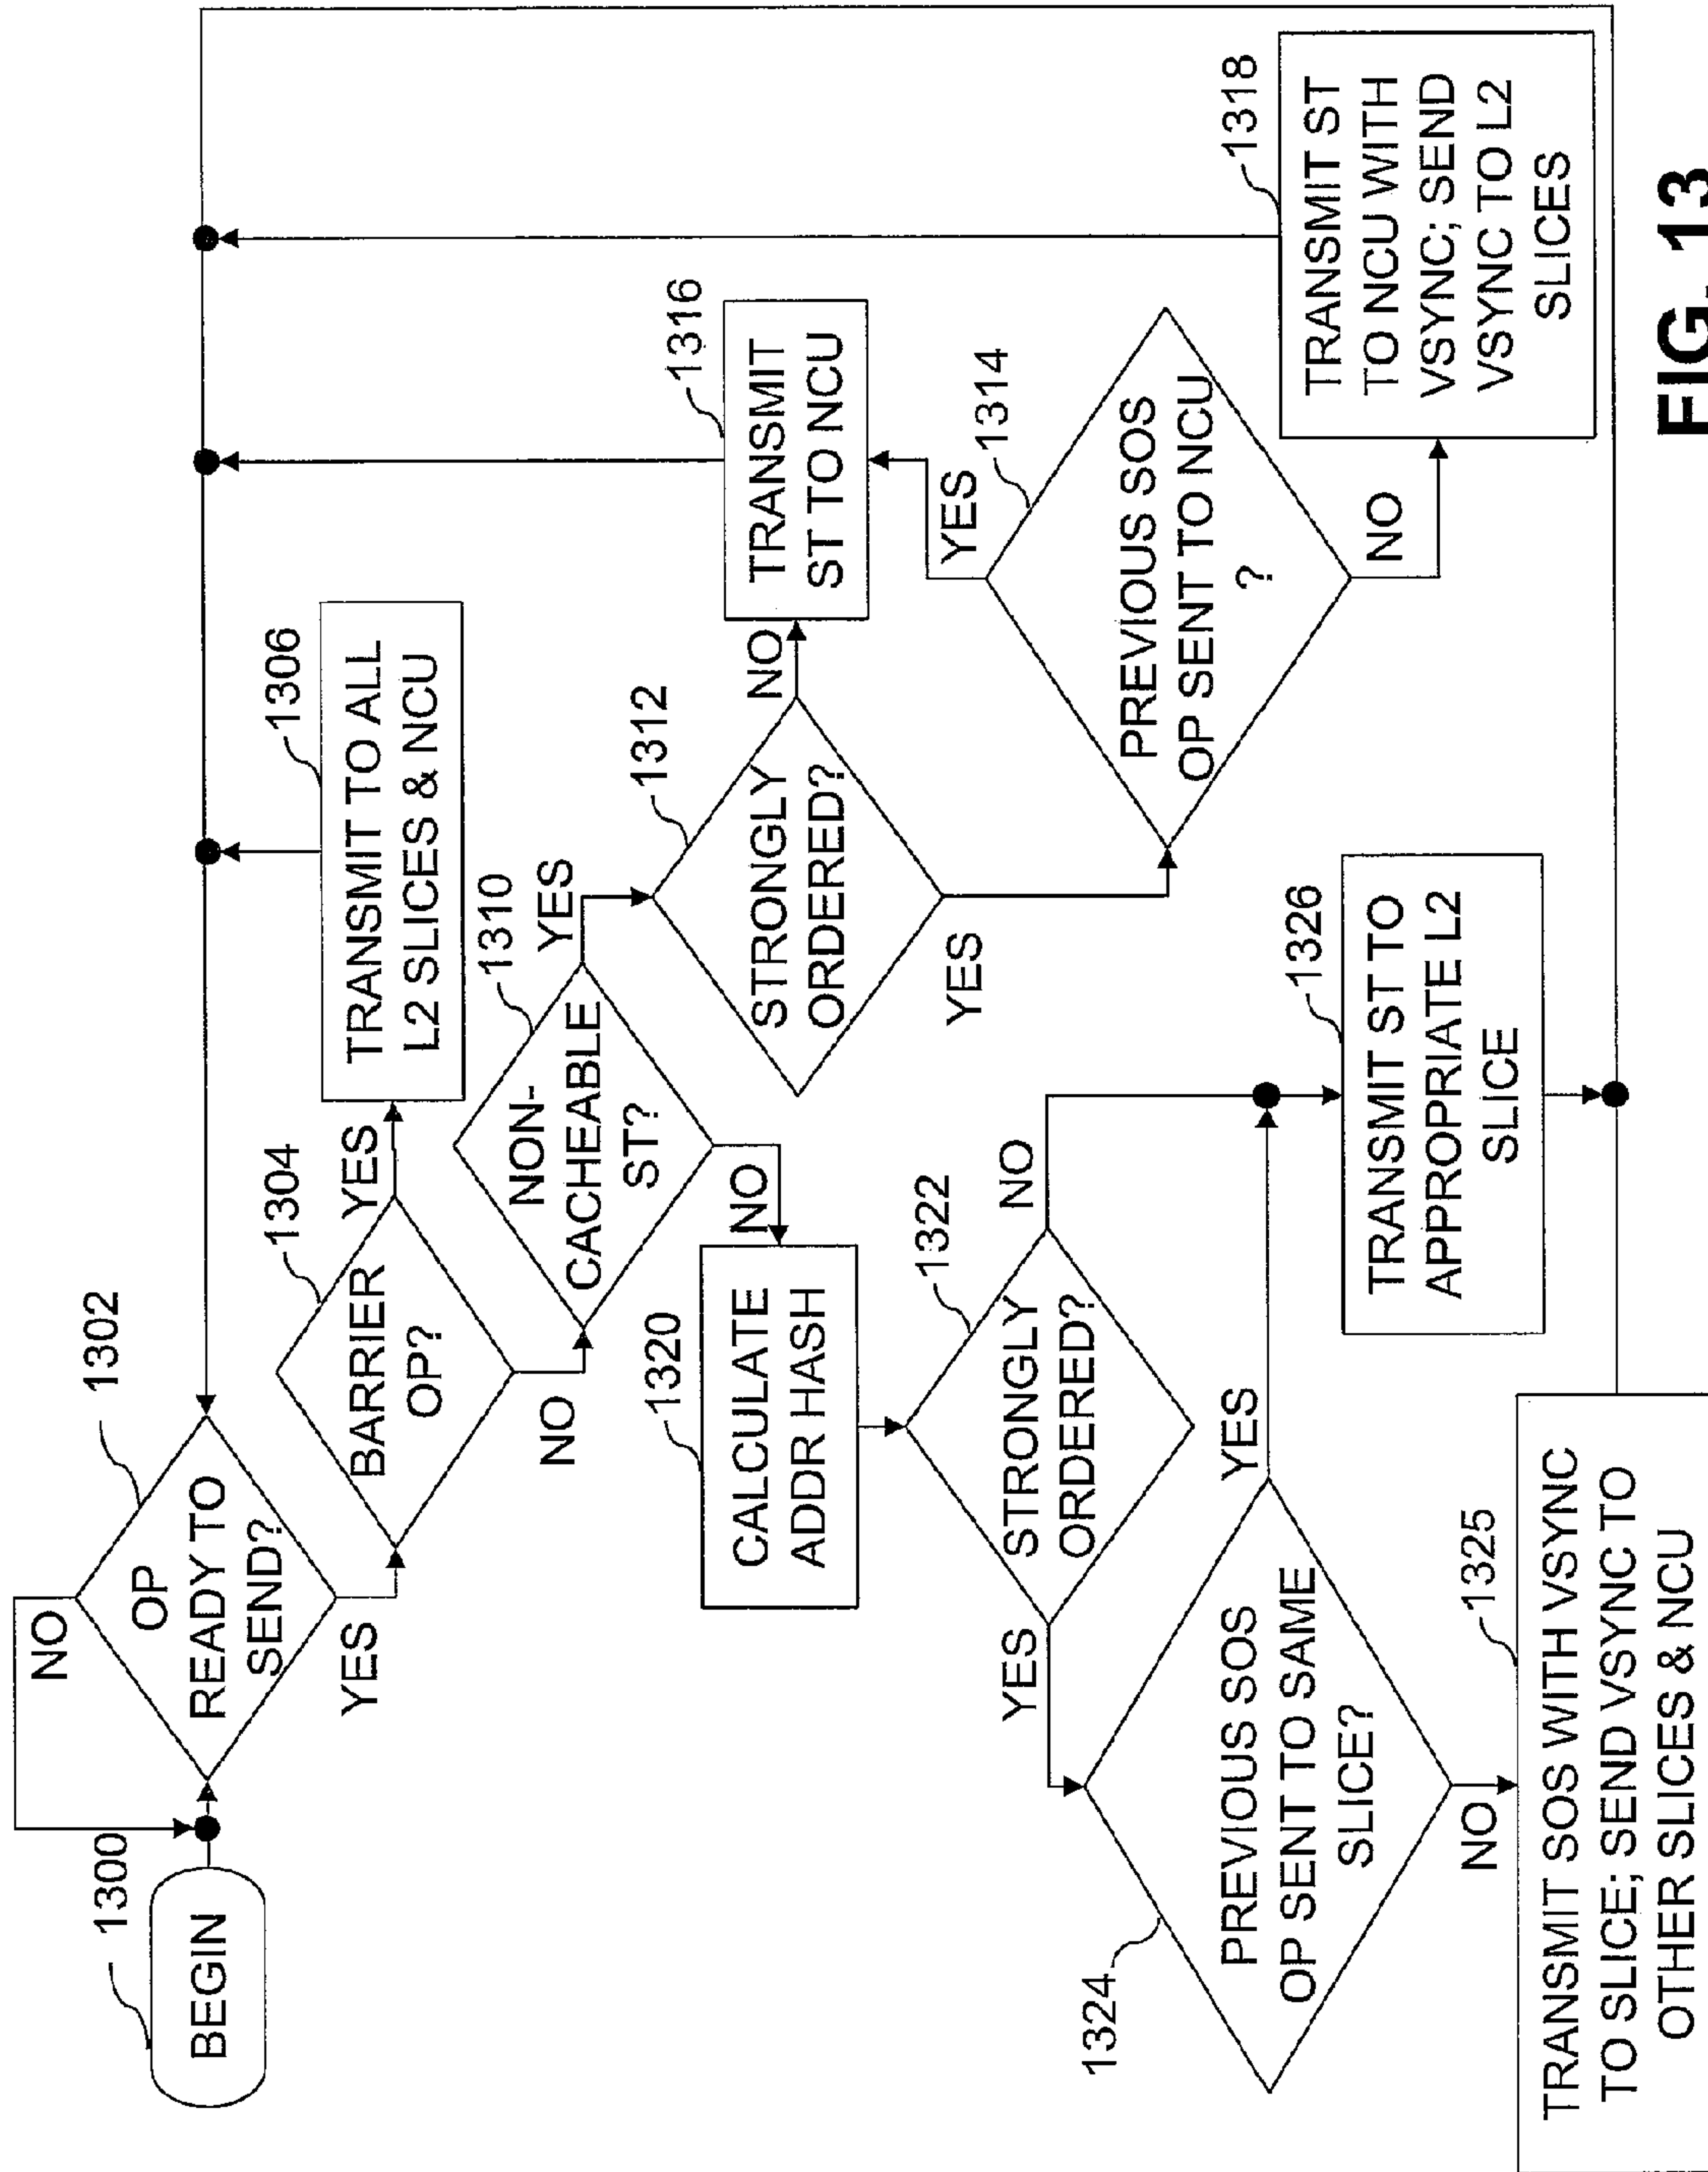 1300
BEGIN
NO
OP
READY TO
SEND?
1302
YES
BARRIER
OP?
1304
YES
TRANSMIT TO ALL
L2 SLICES & NCU
1306
NO
NON-
CACHEABLE
ST?
1310
YES
NO
STRONGLY
ORDERED?
1312
NO
YES
TRANSMIT
ST TO NCU
1316
PREVIOUS SOS
OP SENT TO NCU
?
1314
YES
NO
TRANSMIT ST
TO NCU WITH
VSYNC; SEND
VSYNC TO L2
SLICES
1318
CALCULATE
ADDR HASH
1320
STRONGLY
ORDERED?
1322
NO
YES
PREVIOUS SOS
OP SENT TO SAME
SLICE?
1324
YES
NO
TRANSMIT ST TO
APPROPRIATE L2
SLICE
1326
TRANSMIT SOS WITH VSYNC
TO SLICE; SEND VSYNC TO
OTHER SLICES & NCU
1325
FIG. 13